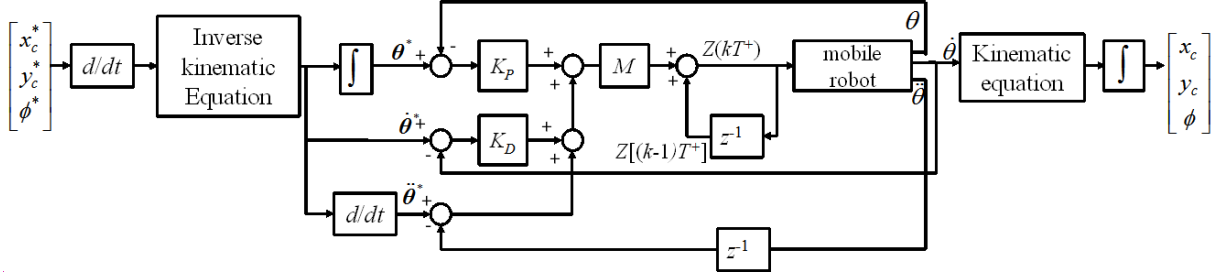 x_c^*
y_c^*
ϕ^*
d/dt
Inverse
kinematic
Equation
∫
θ^*
+
-
K_P
+
+
M
+
+
Z(kT^+)
z^{-1}
Z[(k-1)T^+]
mobile
robot
θ
θ̇
θ̈
Kinematic
equation
∫
x_c
y_c
ϕ
θ̇^*
+
-
K_D
+
+
d/dt
θ̈^*
+
-
z^{-1}